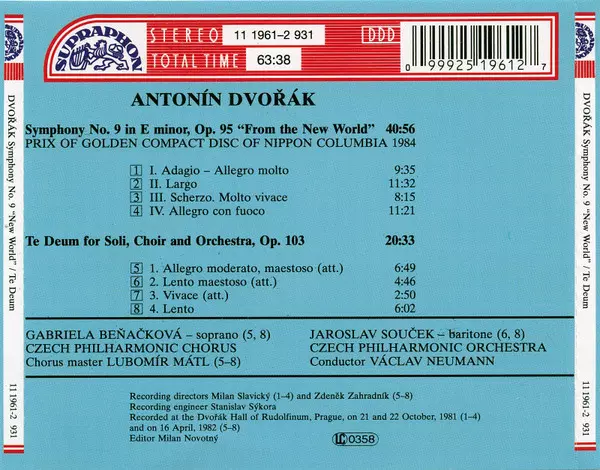 SUPRAPHON
STEREO
11 1961-2 931
DDD
TOTAL TIME
63:38
0 99925 19612 7
ANTONÍN DVOŘÁK
Symphony No. 9 in E minor, Op. 95 “From the New World” 40:56
PRIX OF GOLDEN COMPACT DISC OF NIPPON COLUMBIA 1984
1 I. Adagio – Allegro molto 9:35
2 II. Largo 11:32
3 III. Scherzo. Molto vivace 8:15
4 IV. Allegro con fuoco 11:21
Te Deum for Soli, Choir and Orchestra, Op. 103 20:33
5 1. Allegro moderato, maestoso (att.) 6:49
6 2. Lento maestoso (att.) 4:46
7 3. Vivace (att.) 2:50
8 4. Lento 6:02
GABRIELA BEŇAČKOVÁ – soprano (5, 8)
CZECH PHILHARMONIC CHORUS
Chorus master LUBOMÍR MÁTL (5–8)
JAROSLAV SOUČEK – baritone (6, 8)
CZECH PHILHARMONIC ORCHESTRA
Conductor VÁCLAV NEUMANN
Recording directors Milan Slavický (1–4) and Zdeněk Zahradník (5–8)
Recording engineer Stanislav Sýkora
Recorded at the Dvořák Hall of Rudolfinum, Prague, on 21 and 22 October, 1981 (1–4)
and on 16 April, 1982 (5–8)
Editor Milan Novotný
LC 0358
DVOŘÁK Symphony No. 9 “New World” / Te Deum
11 1961-2 931
SUPRAPHON
DVOŘÁK Symphony No. 9 “New World” / Te Deum
11 1961-2 931
SUPRAPHON